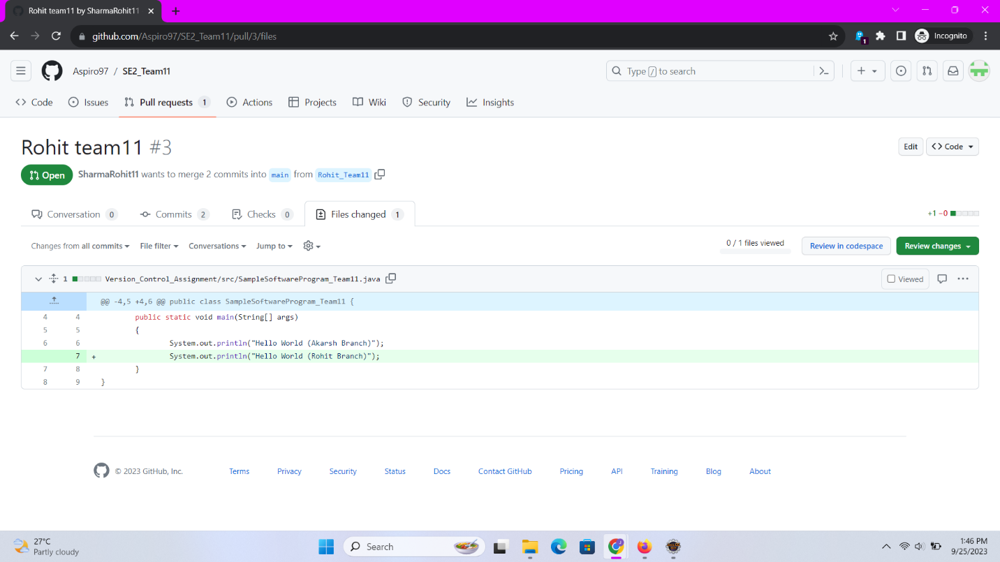 Rohit team11 by SharmaRohit11
github.com/Aspiro97/SE2_Team11/pull/3/files
1
Incognito
Aspiro97 / SE2_Team11
Type / to search
Code
Issues
Pull requests 1
Actions
Projects
Wiki
Security
Insights
Rohit team11 #3
Edit
<> Code
Open
SharmaRohit11 wants to merge 2 commits into main from Rohit_Team11
Conversation 0
Commits 2
Checks 0
Files changed 1
+1 −0
Changes from all commits
File filter
Conversations
Jump to
0 / 1 files viewed
Review in codespace
Review changes
1 Version_Control_Assignment/src/SampleSoftwareProgram_Team11.java
Viewed
@@ -4,5 +4,6 @@ public class SampleSoftwareProgram_Team11 {
4 4 public static void main(String[] args)
5 5 {
6 6 System.out.println("Hello World (Akarsh Branch)");
7 + System.out.println("Hello World (Rohit Branch)");
7 8 }
8 9 }
© 2023 GitHub, Inc.
Terms
Privacy
Security
Status
Docs
Contact GitHub
Pricing
API
Training
Blog
About
27°C
Partly cloudy
Search
1:46 PM
9/25/2023